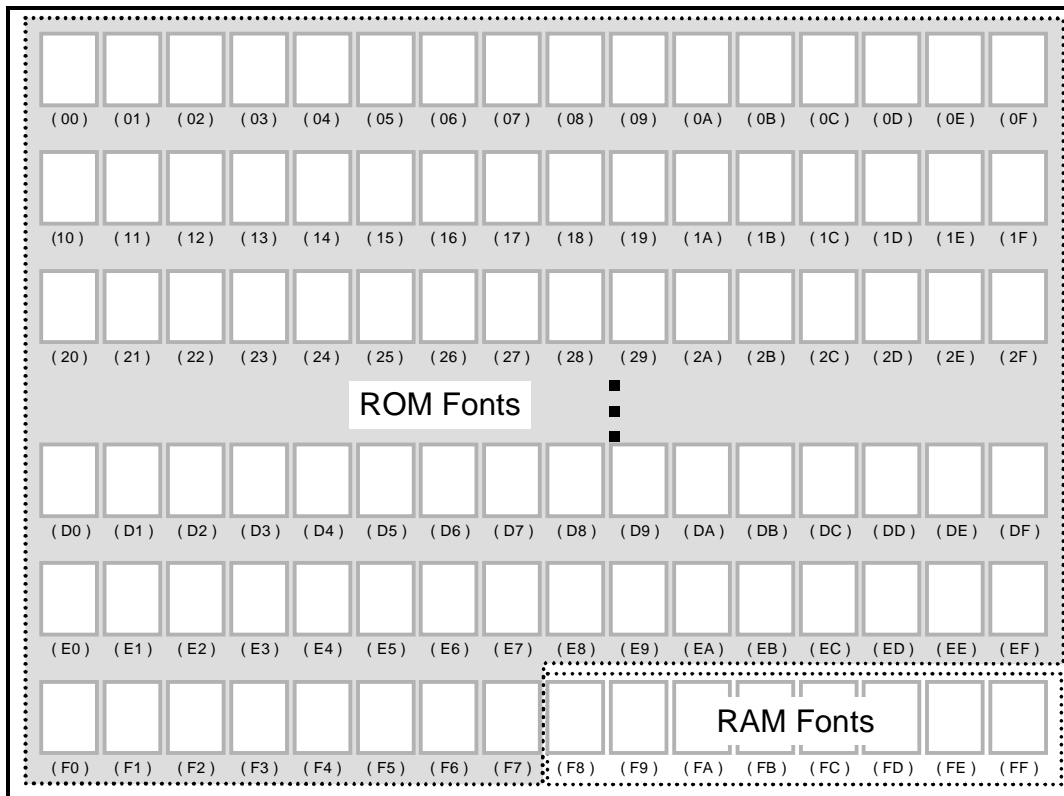 ( 00 ) ( 01 ) ( 02 ) ( 03 ) ( 04 ) ( 05 ) ( 06 ) ( 07 ) ( 08 ) ( 09 ) ( 0A ) ( 0B ) ( 0C ) ( 0D ) ( 0E ) ( 0F )
(10 ) ( 11 ) ( 12 ) ( 13 ) ( 14 ) ( 15 ) ( 16 ) ( 17 ) ( 18 ) ( 19 ) ( 1A ) ( 1B ) ( 1C ) ( 1D ) ( 1E ) ( 1F )
( 20 ) ( 21 ) ( 22 ) ( 23 ) ( 24 ) ( 25 ) ( 26 ) ( 27 ) ( 28 ) ( 29 ) ( 2A ) ( 2B ) ( 2C ) ( 2D ) ( 2E ) ( 2F )
ROM Fonts
( D0 ) ( D1 ) ( D2 ) ( D3 ) ( D4 ) ( D5 ) ( D6 ) ( D7 ) ( D8 ) ( D9 ) ( DA ) ( DB ) ( DC ) ( DD ) ( DE ) ( DF )
( E0 ) ( E1 ) ( E2 ) ( E3 ) ( E4 ) ( E5 ) ( E6 ) ( E7 ) ( E8 ) ( E9 ) ( EA ) ( EB ) ( EC ) ( ED ) ( EE ) ( EF )
RAM Fonts
( F0 ) ( F1 ) ( F2 ) ( F3 ) ( F4 ) ( F5 ) ( F6 ) ( F7 ) ( F8 ) ( F9 ) ( FA ) ( FB ) ( FC ) ( FD ) ( FE ) ( FF )